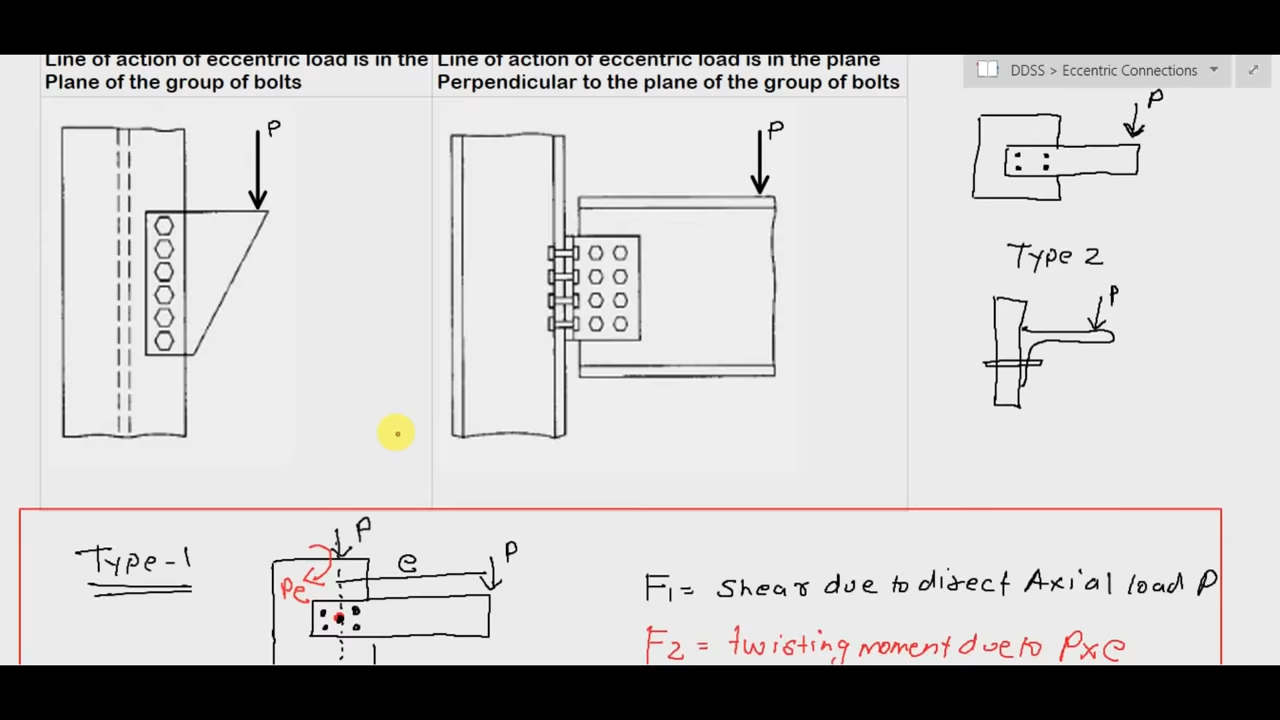 Line of action of eccentric load is in the
Plane of the group of bolts
Line of action of eccentric load is in the plane
Perpendicular to the plane of the group of bolts
DDSS > Eccentric Connections
P
P
P
Type 2
P
Type-1
P
e
P
Pe
F1 = Shear due to direct Axial load P
F2 = twisting moment due to Pxe